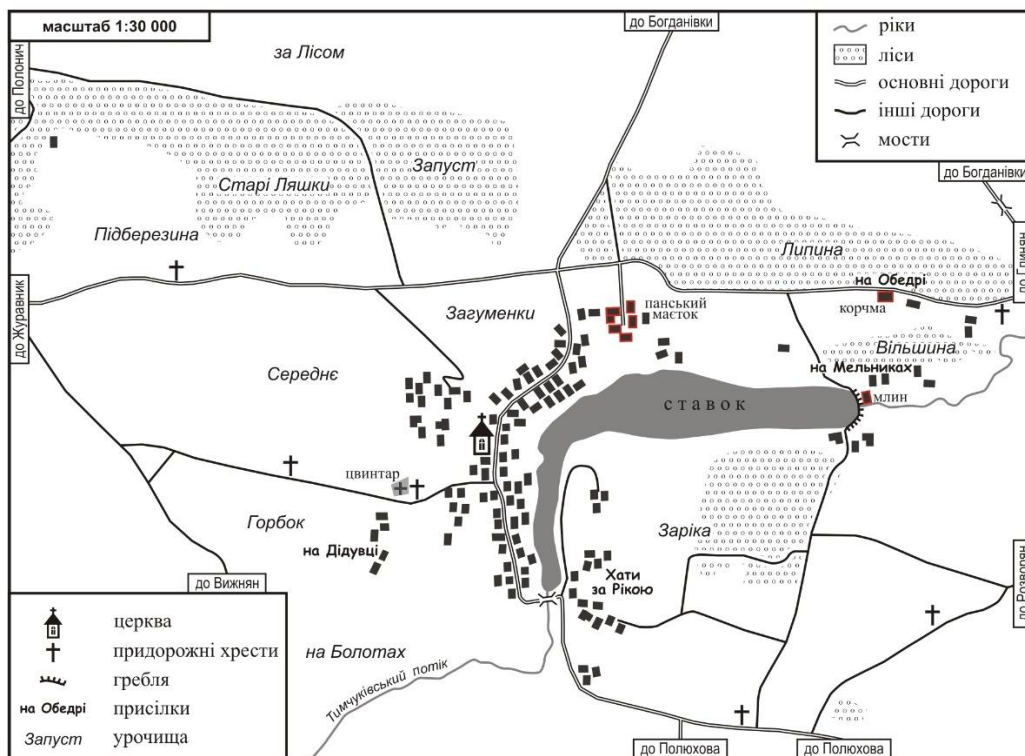 масштаб 1:30 000
до Богданівки
ріки
ліси
основні дороги
інші дороги
мости
до Полонич
за Лісом
Запуст
Старі Ляшки
Підберезина
до Богданівки
до Глинян
Липина
на Обедрі
корчма
панський
маєток
Загуменки
до Журавник
Середнє
Вільшина
на Мельниках
млин
ставок
цвинтар
Горбок
на Дідувці
Заріка
Хати
за Рікою
до Вижнян
до Розворян
на Болотах
Тимчуківський потік
до Полюхова
до Полюхова
церква
придорожні хрести
гребля
на Обедрі
присілки
Запуст
урочища